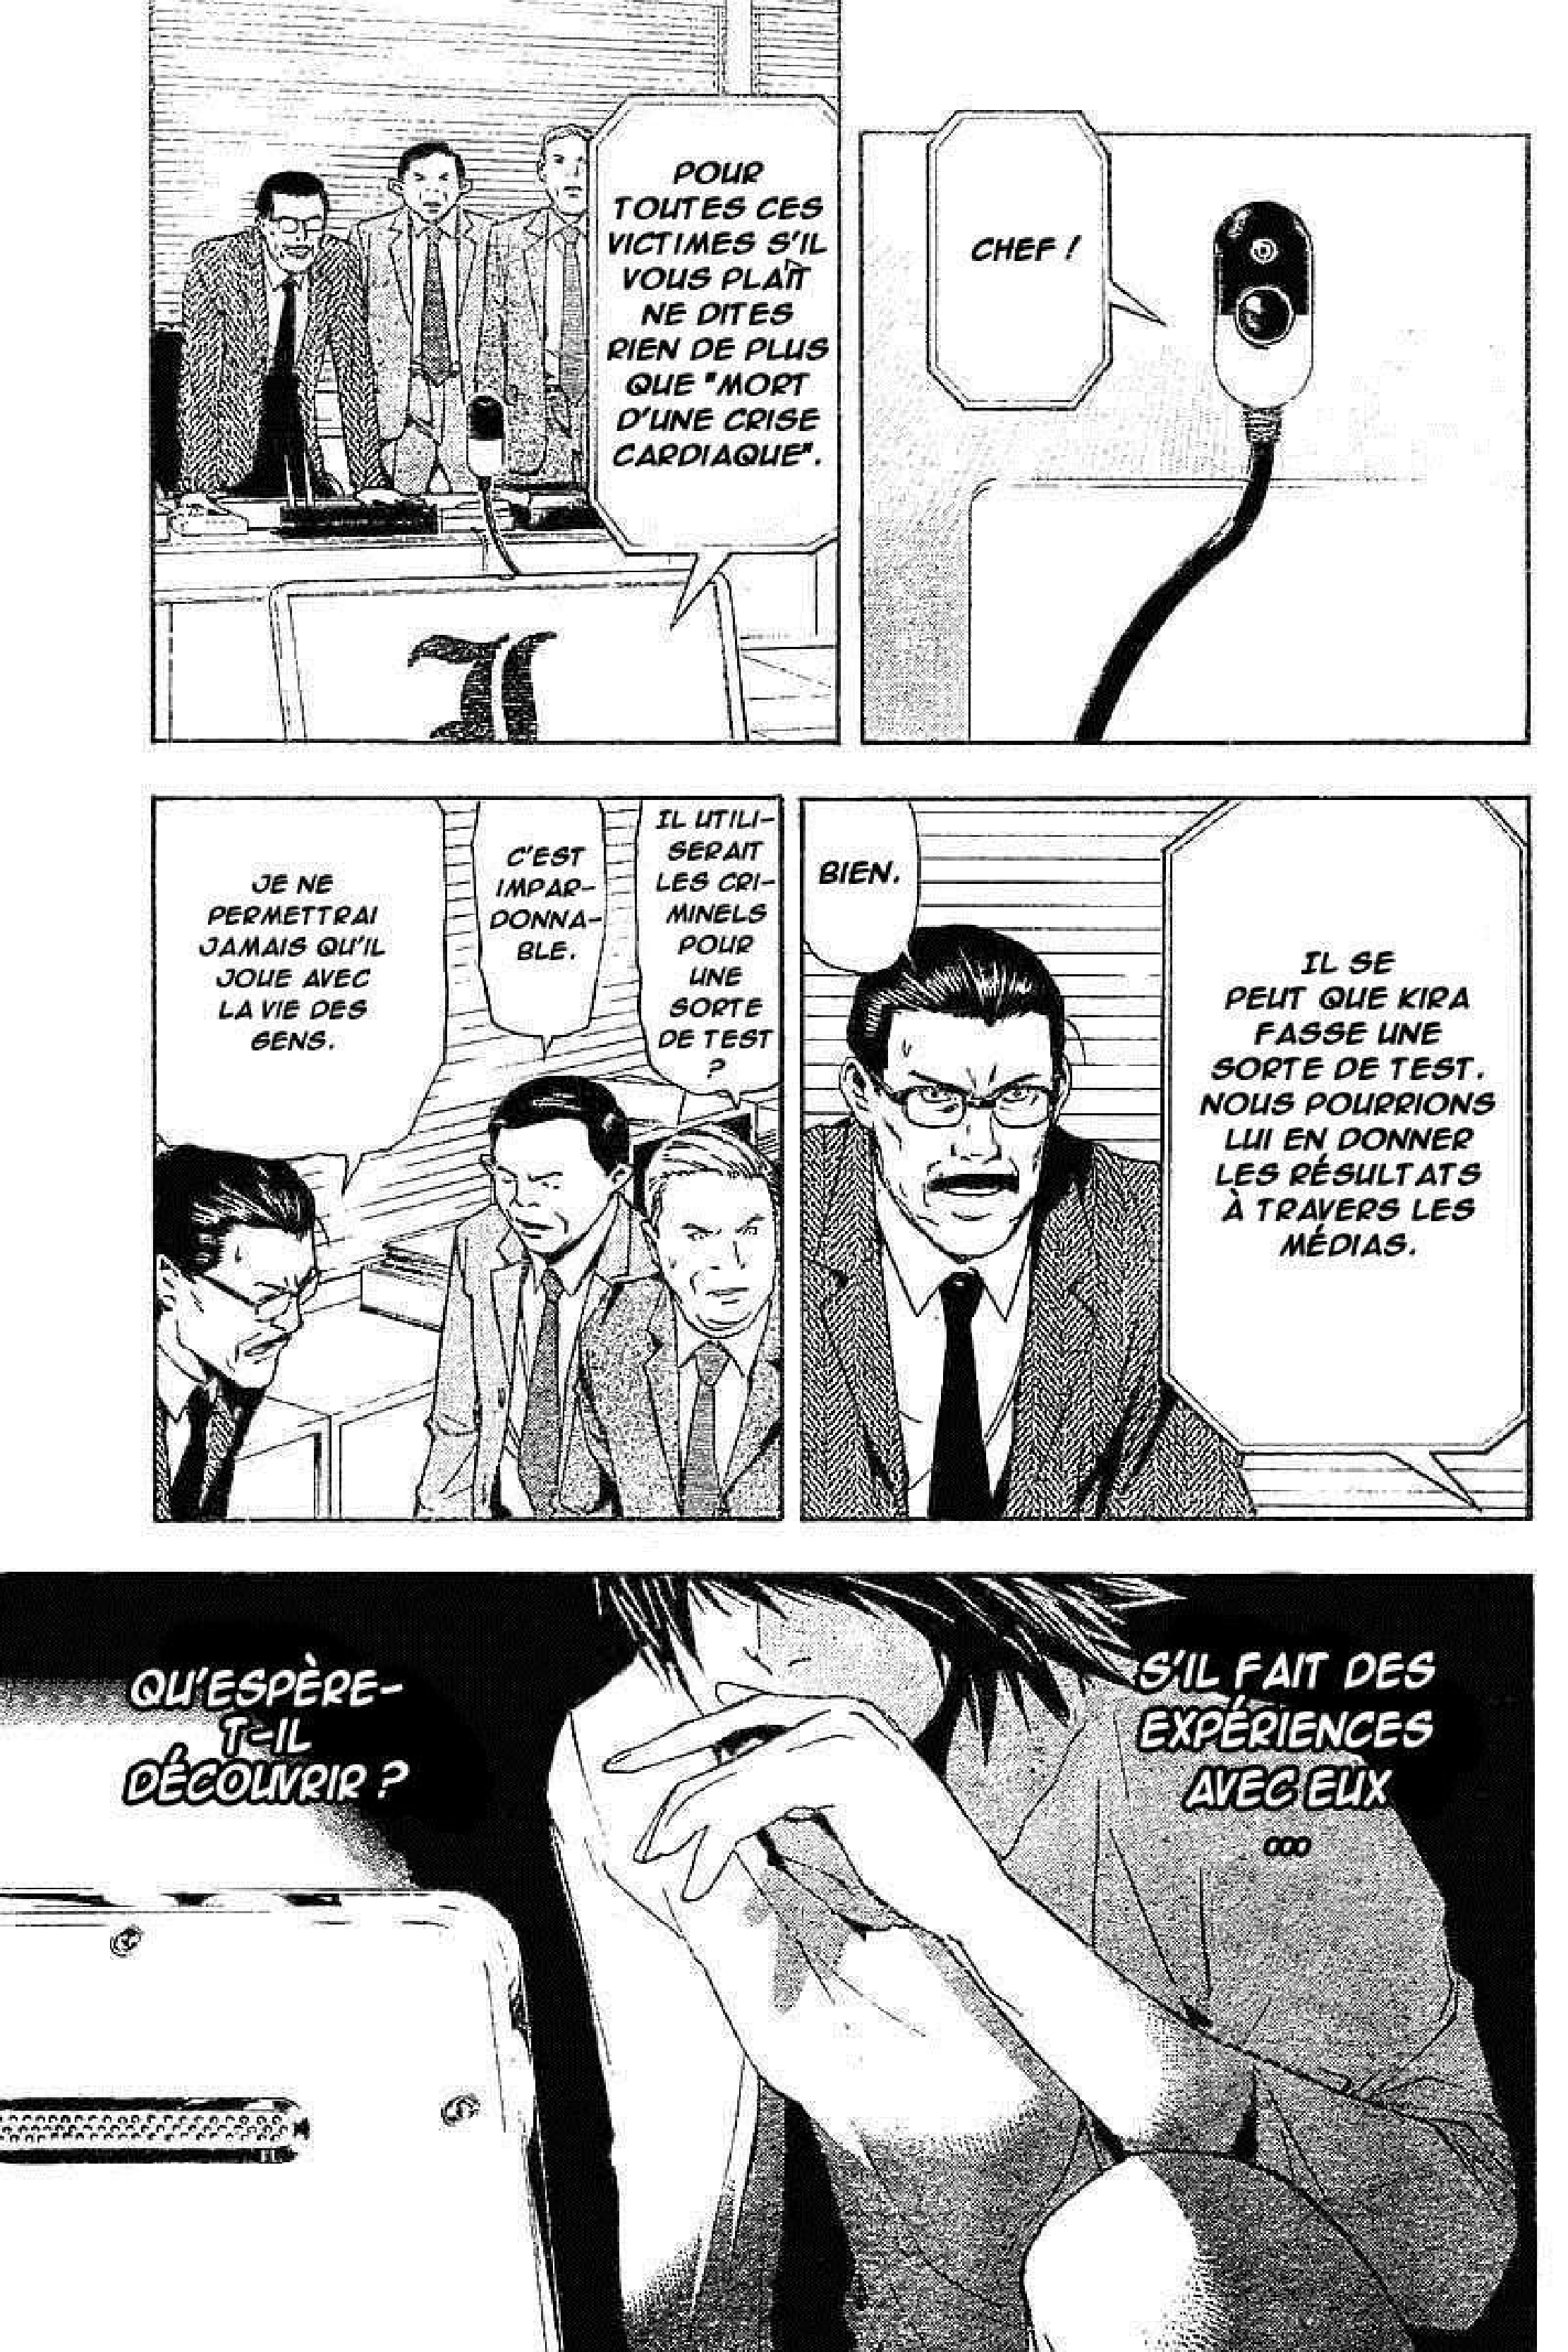 CHEF !
POUR
TOUTES CES
VICTIMES S'IL
VOUS PLAÎT
NE DITES
RIEN DE PLUS
QUE "MORT
D'UNE CRISE
CARDIAQUE".
IL SE
PEUT QUE KIRA
FASSE UNE
SORTE DE TEST.
NOUS POURRIONS
LUI EN DONNER
LES RÉSULTATS
À TRAVERS LES
MÉDIAS.
BIEN.
IL UTILI-
SERAIT
LES CRI-
MINELS
POUR
UNE
SORTE
DE TEST
?
C'EST
IMPAR-
DONNA-
BLE.
JE NE
PERMETTRAI
JAMAIS QU'IL
JOUE AVEC
LA VIE DES
GENS.
S'IL FAIT DES
EXPÉRIENCES
AVEC EUX
...
QU'ESPÈRE-
T-IL
DÉCOUVRIR ?